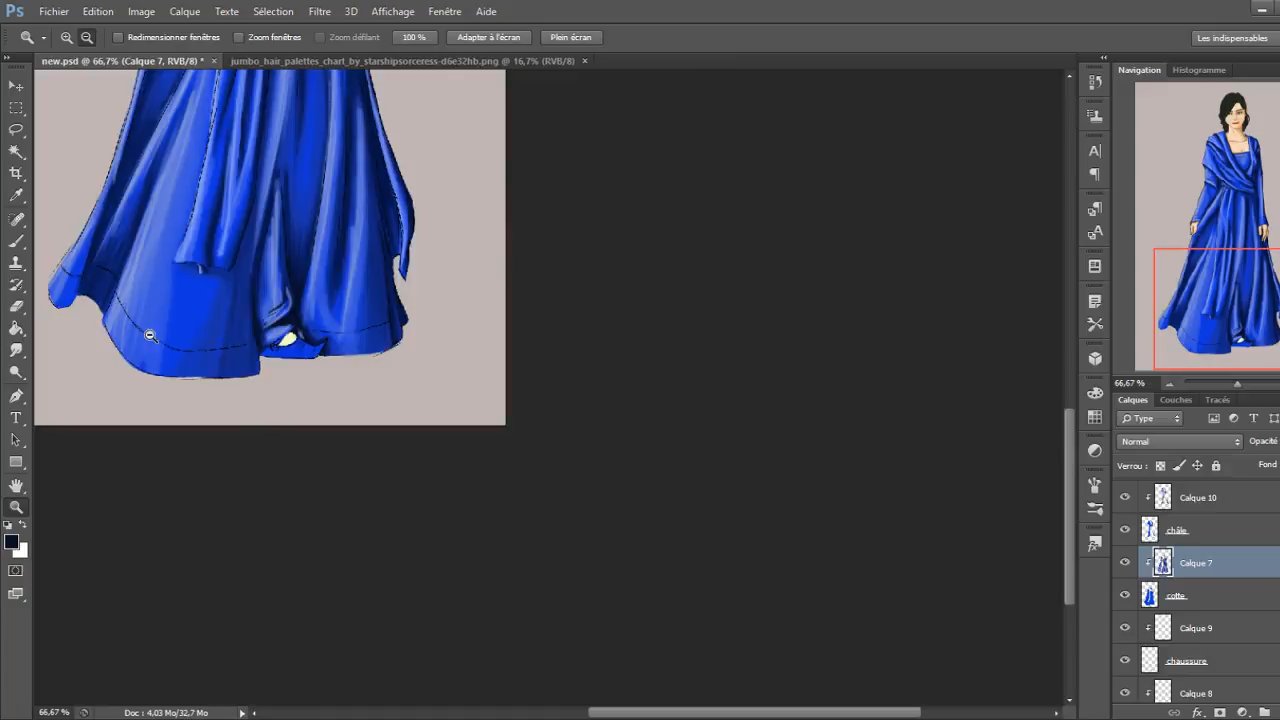 Ps Fichier Edition Image Calque Texte Sélection Filtre 3D Affichage Fenêtre Aide
Redimensionner fenêtres Zoom fenêtres Zoom défilant 100 % Adapter à l'écran Plein écran Les indispensables
new.psd @ 66,7% (Calque 7, RVB/8) * × jumbo_hair_palettes_chart_by_starshipsorceress-d6e32hb.png @ 16,7% (RVB/8) ×
Navigation Histogramme
66,67 %
Calques Couches Tracés
Type
Normal Opacité
Verrou : Fond
Calque 10
châle
Calque 7
cotte
Calque 9
chaussure
Calque 8
66,67 % Doc : 4,03 Mo/32,7 Mo